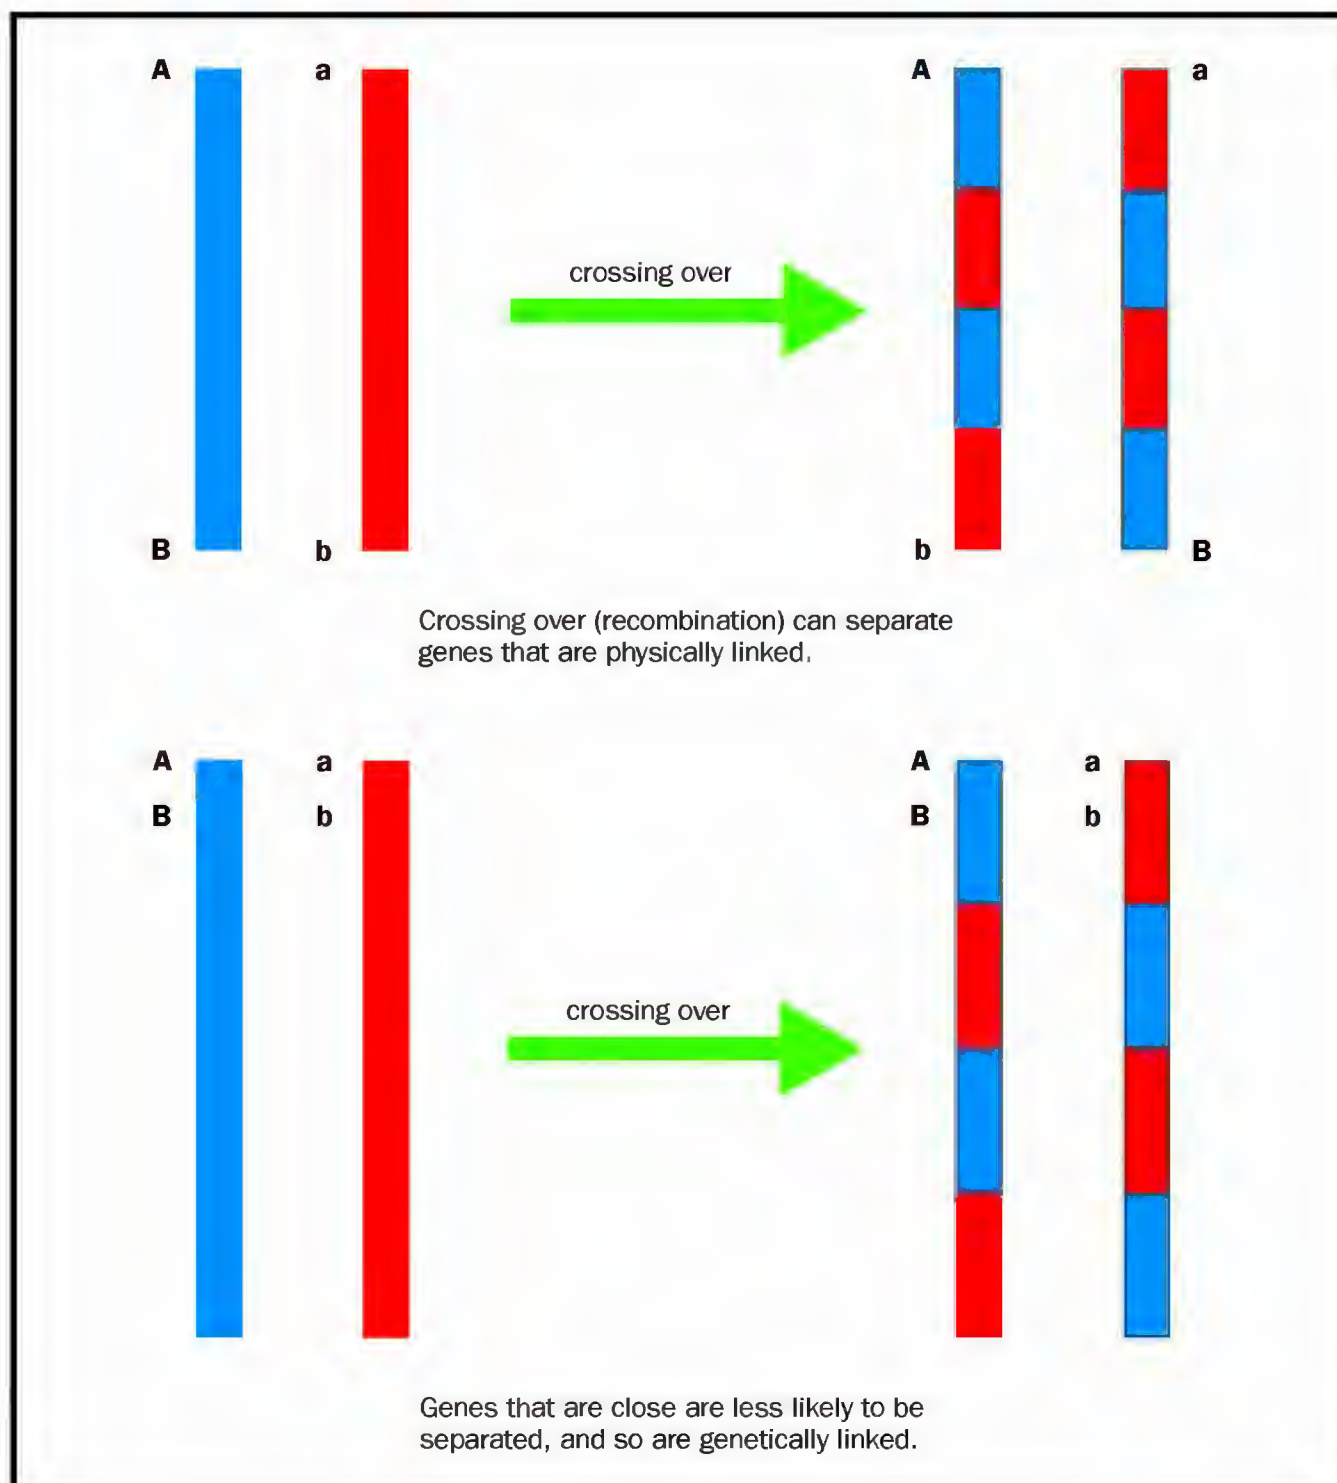 A a A a
crossing over
B b b B
Crossing over (recombination) can separate
genes that are physically linked.
A a A a
B b B b
crossing over
Genes that are close are less likely to be
separated, and so are genetically linked.